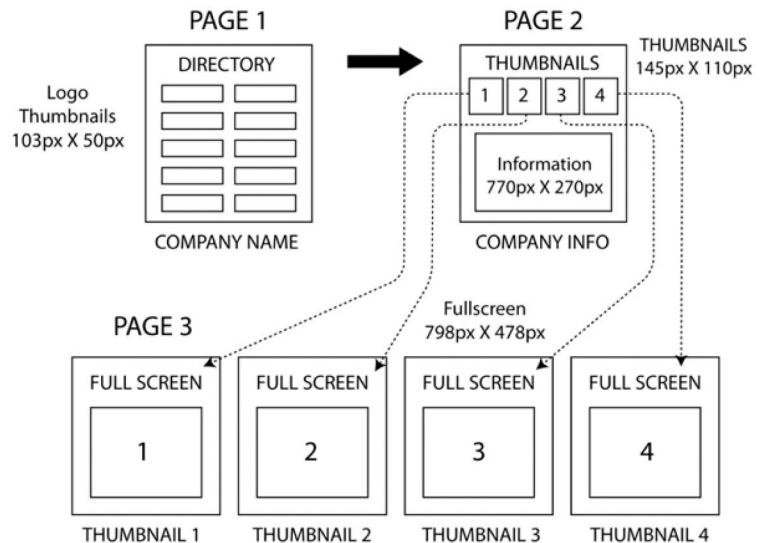 PAGE 1
DIRECTORY
Logo
Thumbnails
103px X 50px
COMPANY NAME
PAGE 2
THUMBNAILS
1 2 3 4
THUMBNAILS
145px X 110px
Information
770px X 270px
COMPANY INFO
PAGE 3
Fullscreen
798px X 478px
FULL SCREEN
1
THUMBNAIL 1
FULL SCREEN
2
THUMBNAIL 2
FULL SCREEN
3
THUMBNAIL 3
FULL SCREEN
4
THUMBNAIL 4